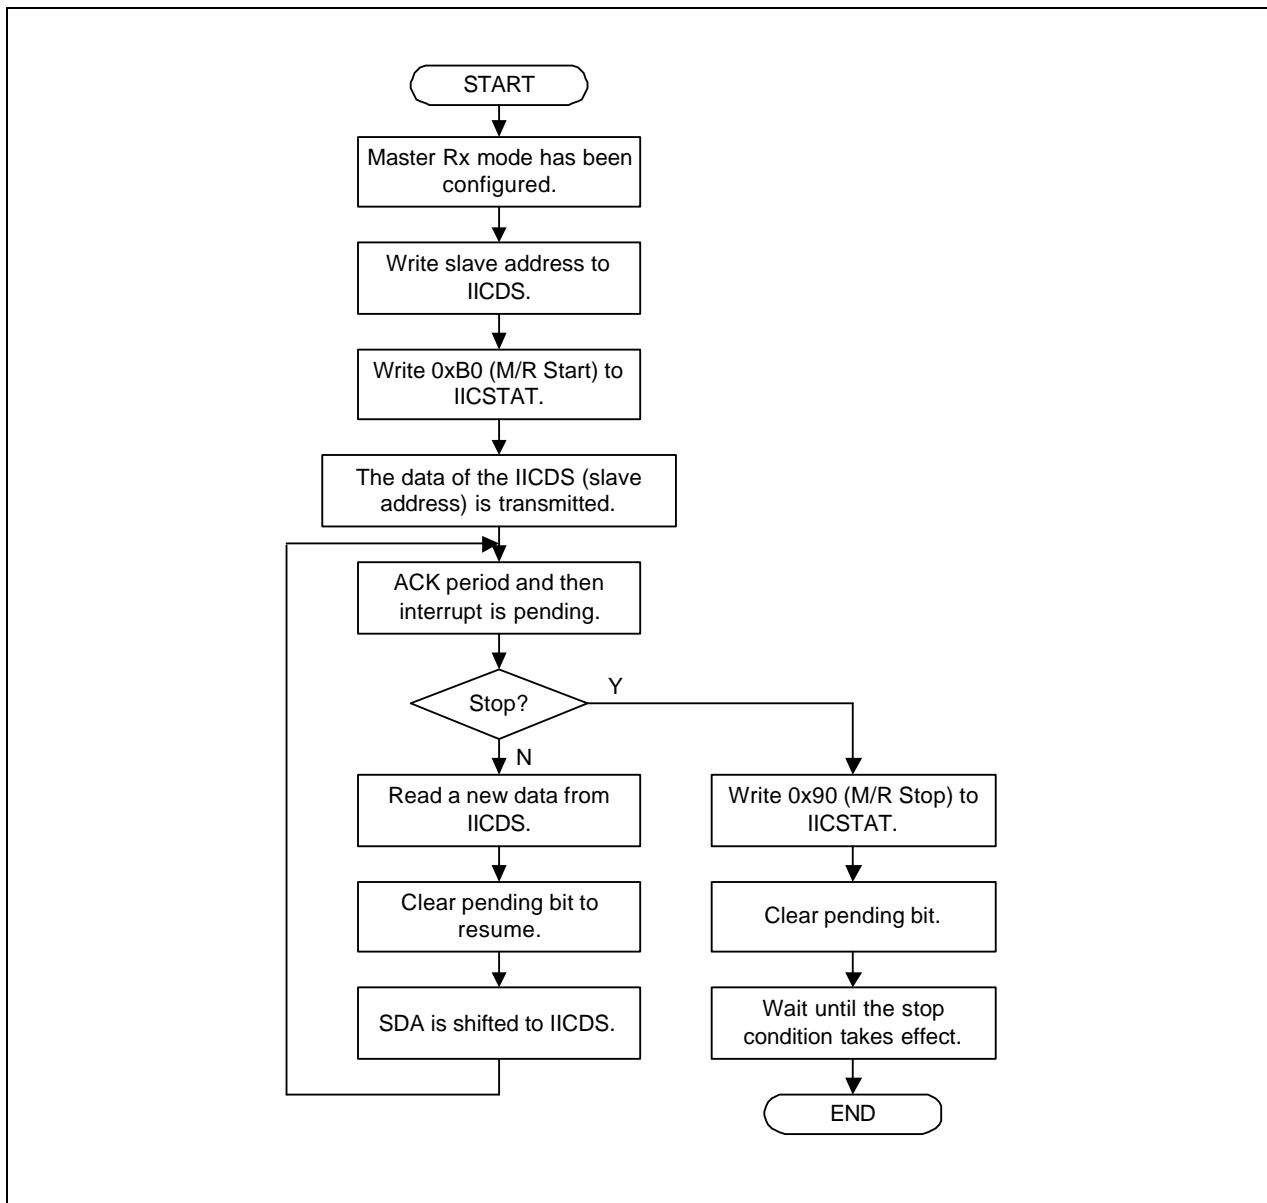 START
Master Rx mode has been
configured.
Write slave address to
IICDS.
Write 0xB0 (M/R Start) to
IICSTAT.
The data of the IICDS (slave
address) is transmitted.
ACK period and then
interrupt is pending.
Stop?
Y
N
Read a new data from
IICDS.
Clear pending bit to
resume.
SDA is shifted to IICDS.
Write 0x90 (M/R Stop) to
IICSTAT.
Clear pending bit.
Wait until the stop
condition takes effect.
END